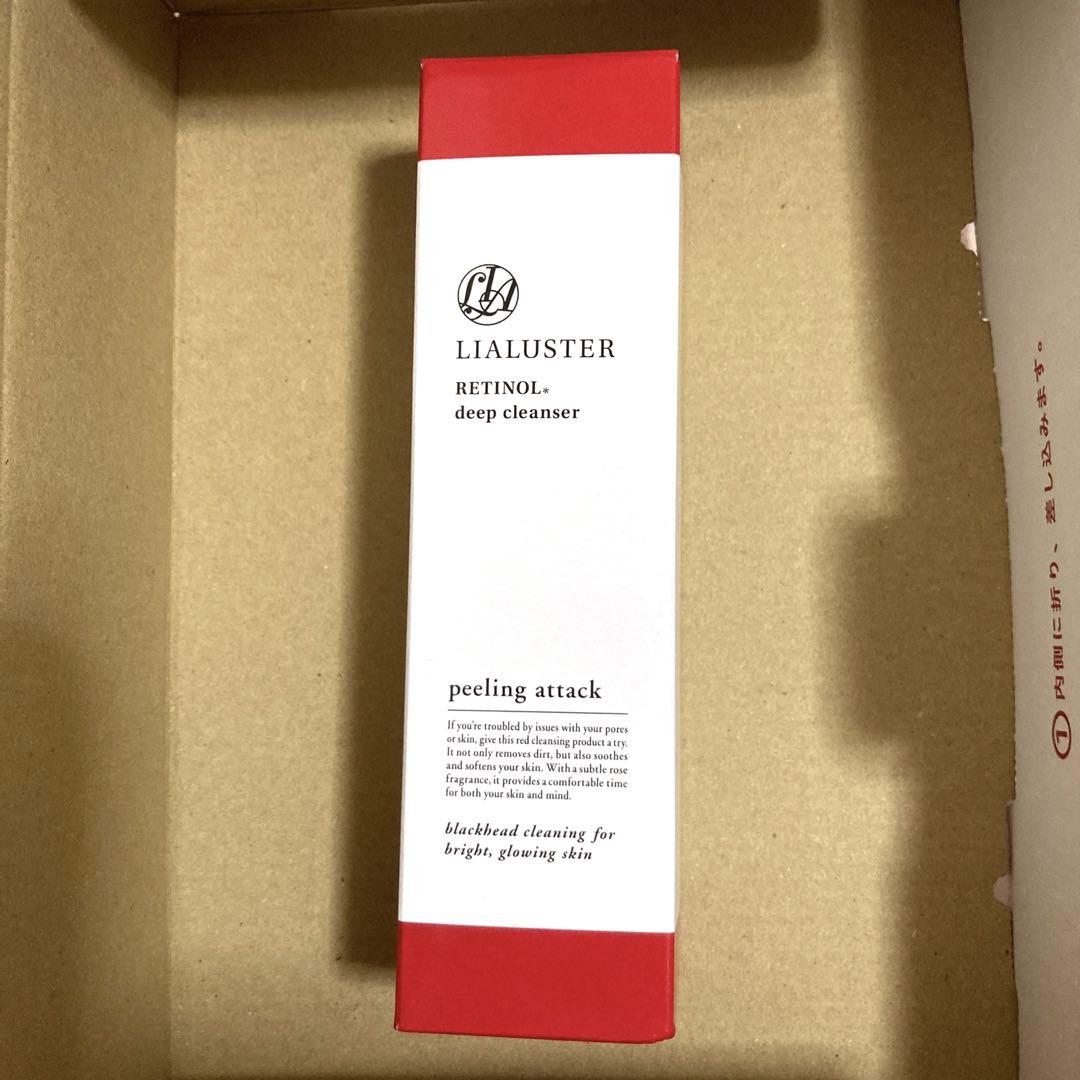 LIA
LIALUSTER
RETINOL*
deep cleanser
peeling attack
If you're troubled by issues with your pores
or skin, give this red cleansing product a try.
It not only removes dirt, but also soothes
and softens your skin. With a subtle rose
fragrance, it provides a comfortable time
for both your skin and mind.
blackhead cleaning for
bright, glowing skin
①内側に折り、差し込みます。